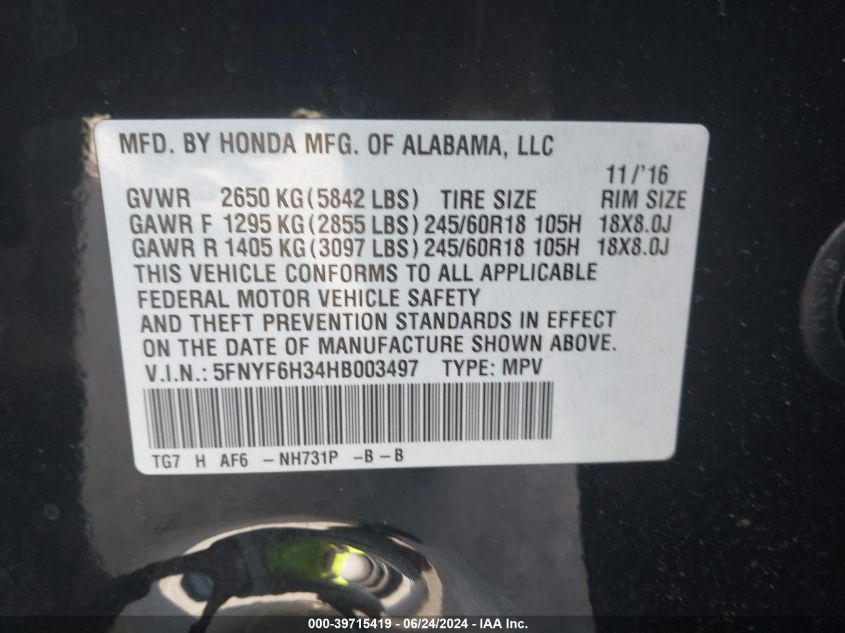 MFD. BY HONDA MFG. OF ALABAMA, LLC
11/'16
GVWR 2650 KG(5842 LBS) TIRE SIZE RIM SIZE
GAWR F 1295 KG(2855 LBS) 245/60R18 105H 18X8.0J
GAWR R 1405 KG(3097 LBS) 245/60R18 105H 18X8.0J
THIS VEHICLE CONFORMS TO ALL APPLICABLE
FEDERAL MOTOR VEHICLE SAFETY
AND THEFT PREVENTION STANDARDS IN EFFECT
ON THE DATE OF MANUFACTURE SHOWN ABOVE.
V.I.N.: 5FNYF6H34HB003497 TYPE: MPV
TG7 H AF6 -NH731P -B-B
000-39715419 - 06/24/2024 - IAA Inc.